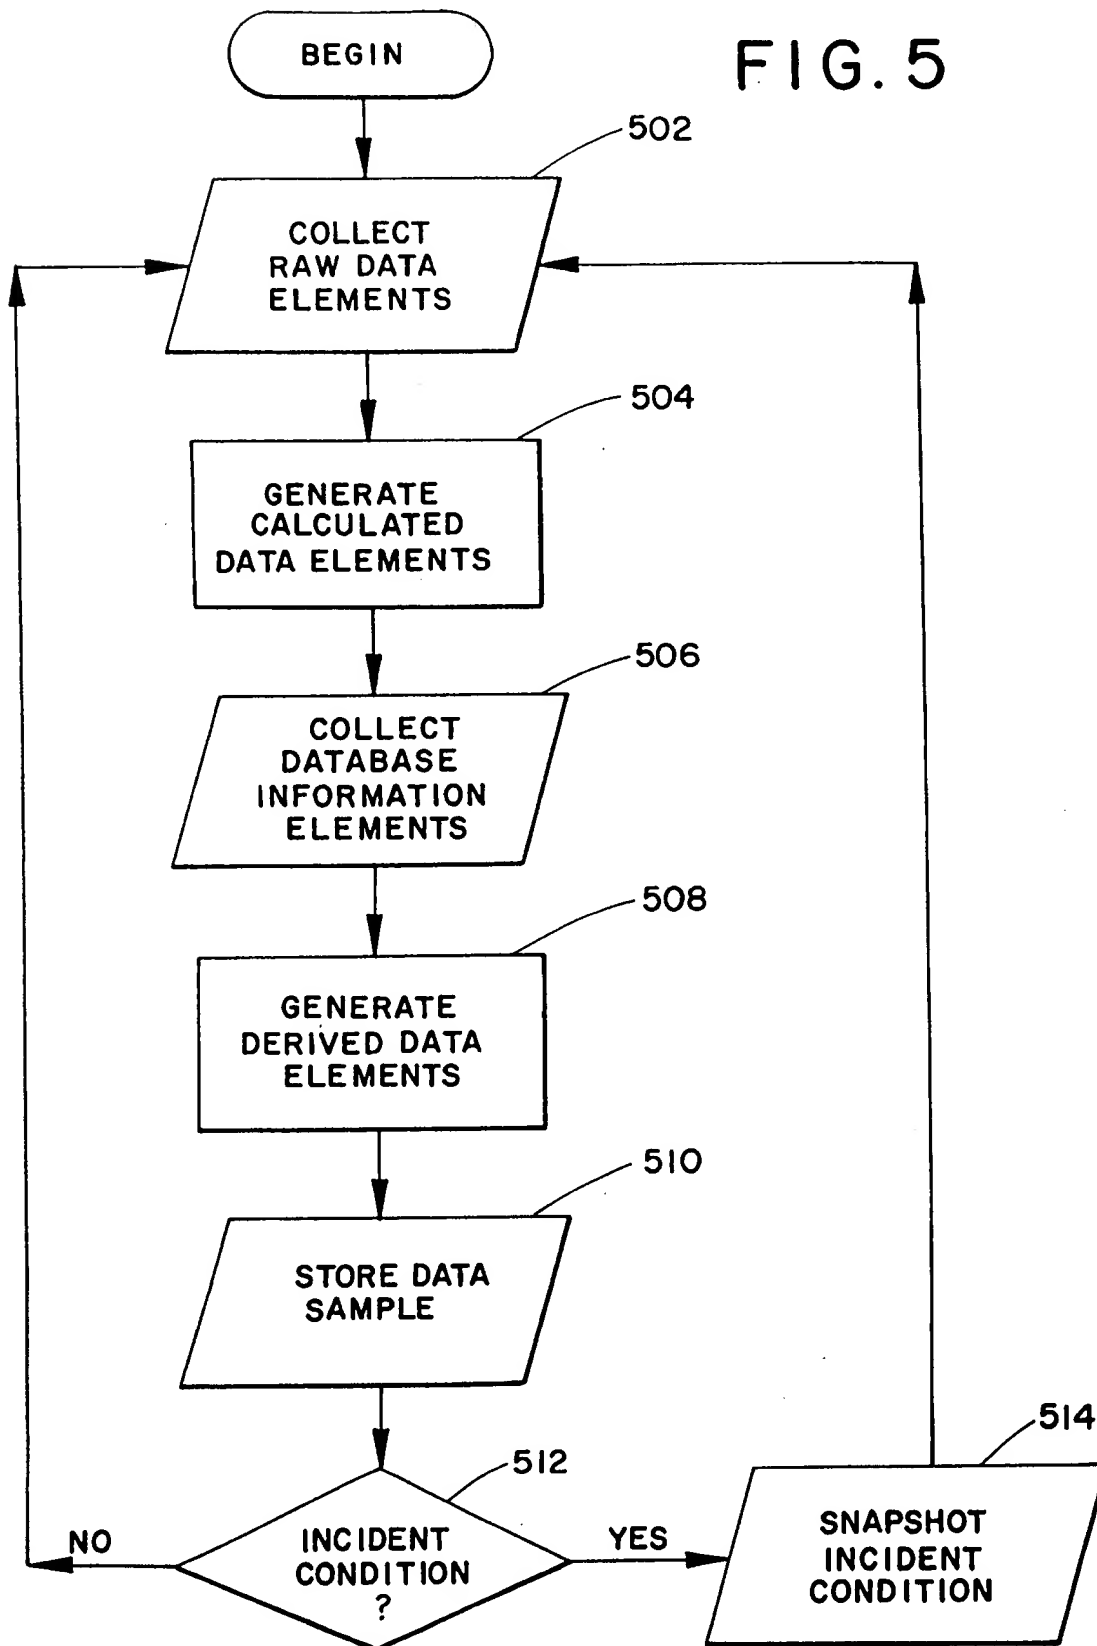 BEGIN
FIG. 5
502
COLLECT
RAW DATA
ELEMENTS
504
GENERATE
CALCULATED
DATA ELEMENTS
506
COLLECT
DATABASE
INFORMATION
ELEMENTS
508
GENERATE
DERIVED DATA
ELEMENTS
510
STORE DATA
SAMPLE
512
INCIDENT
CONDITION
?
NO
YES
514
SNAPSHOT
INCIDENT
CONDITION